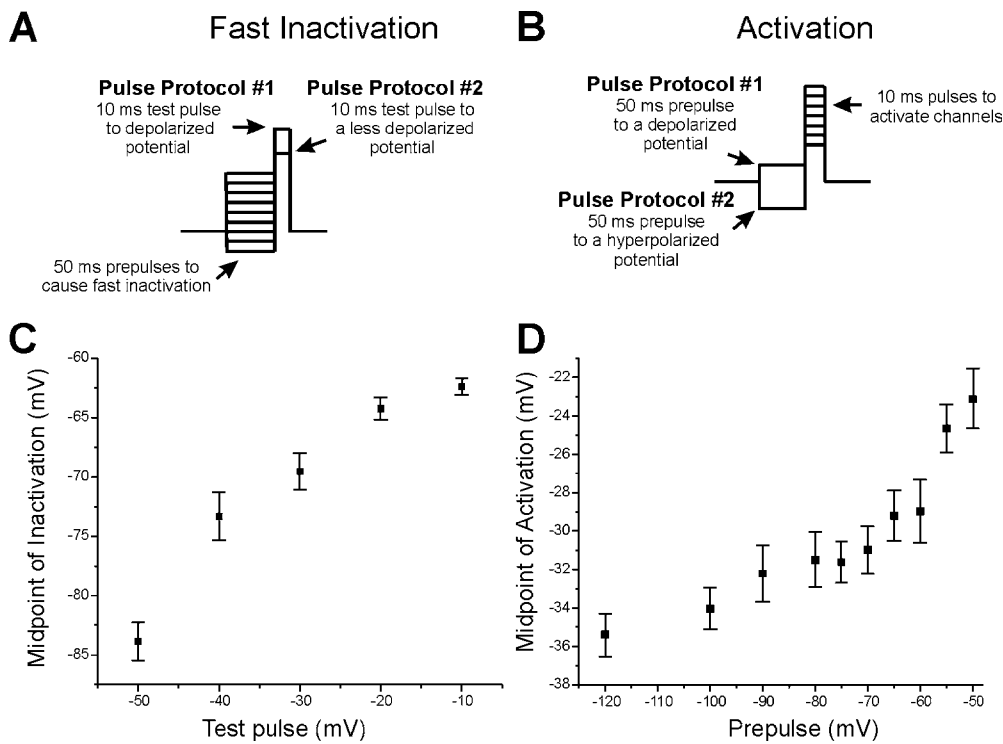 A
Fast Inactivation
Pulse Protocol #1
10 ms test pulse
to depolarized
potential
Pulse Protocol #2
10 ms test pulse to
a less depolarized
potential
50 ms prepulses to
cause fast inactivation
B
Activation
Pulse Protocol #1
50 ms prepulse
to a depolarized
potential
10 ms pulses to
activate channels
Pulse Protocol #2
50 ms prepulse
to a hyperpolarized
potential
C
Midpoint of Inactivation (mV)
-60
-65
-70
-75
-80
-85
-50
-40
-30
-20
-10
Test pulse (mV)
D
Midpoint of Activation (mV)
-22
-24
-26
-28
-30
-32
-34
-36
-38
-120
-110
-100
-90
-80
-70
-60
-50
Prepulse (mV)